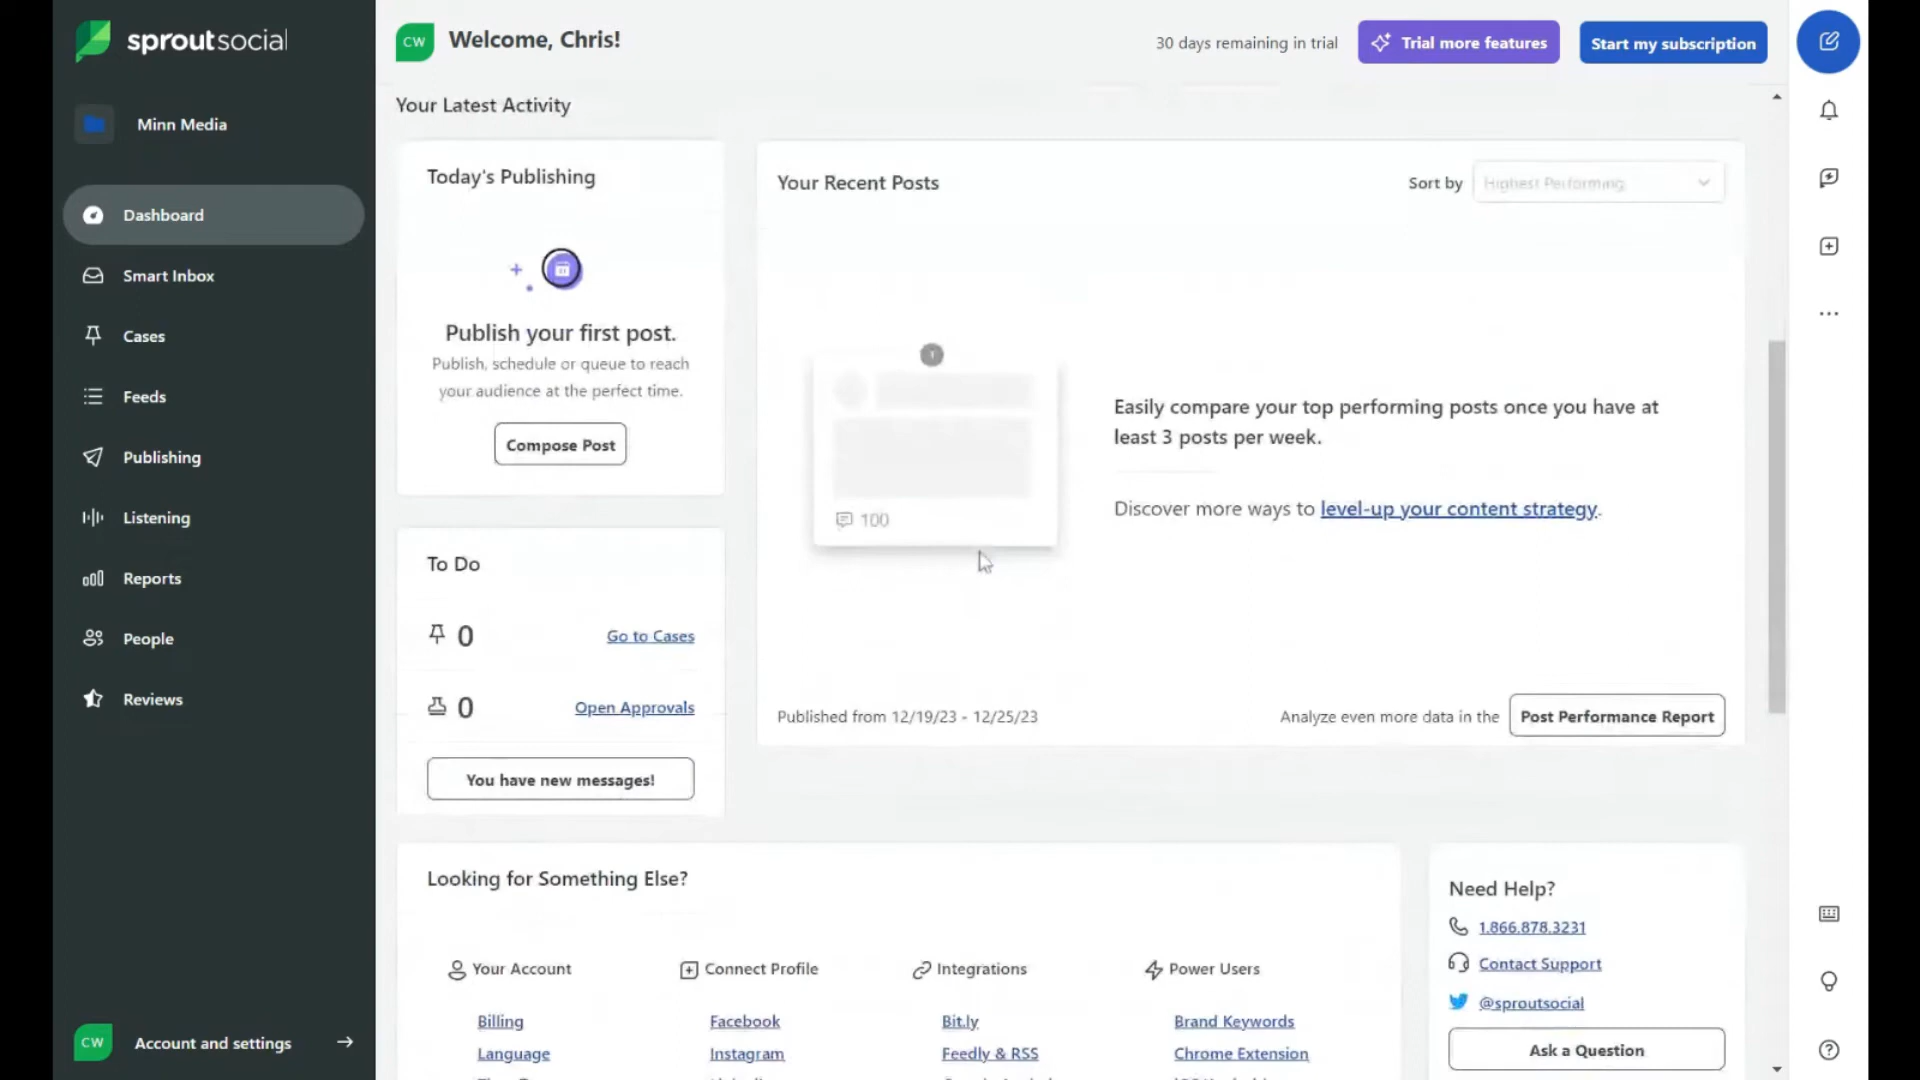 sproutsocial
Minn Media
Dashboard
Smart Inbox
Cases
Feeds
Publishing
Listening
Reports
People
Reviews
CW
Account and settings
CW
Welcome, Chris!
30 days remaining in trial
Trial more features
Start my subscription
Your Latest Activity
Today's Publishing
Publish your first post.
Publish, schedule or queue to reach
your audience at the perfect time.
Compose Post
To Do
0
Go to Cases
0
Open Approvals
You have new messages!
Your Recent Posts
Sort by
Highest Performing
1
100
Easily compare your top performing posts once you have at
least 3 posts per week.
Discover more ways to level-up your content strategy.
Published from 12/19/23 - 12/25/23
Analyze even more data in the
Post Performance Report
Looking for Something Else?
Your Account
Billing
Language
Connect Profile
Facebook
Instagram
Integrations
Bit.ly
Feedly & RSS
Power Users
Brand Keywords
Chrome Extension
Need Help?
1.866.878.3231
Contact Support
@sproutsocial
Ask a Question